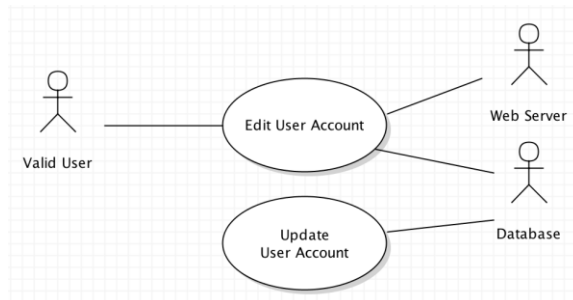 Edit User Account
Web Server
Valid User
Update
User Account
Database